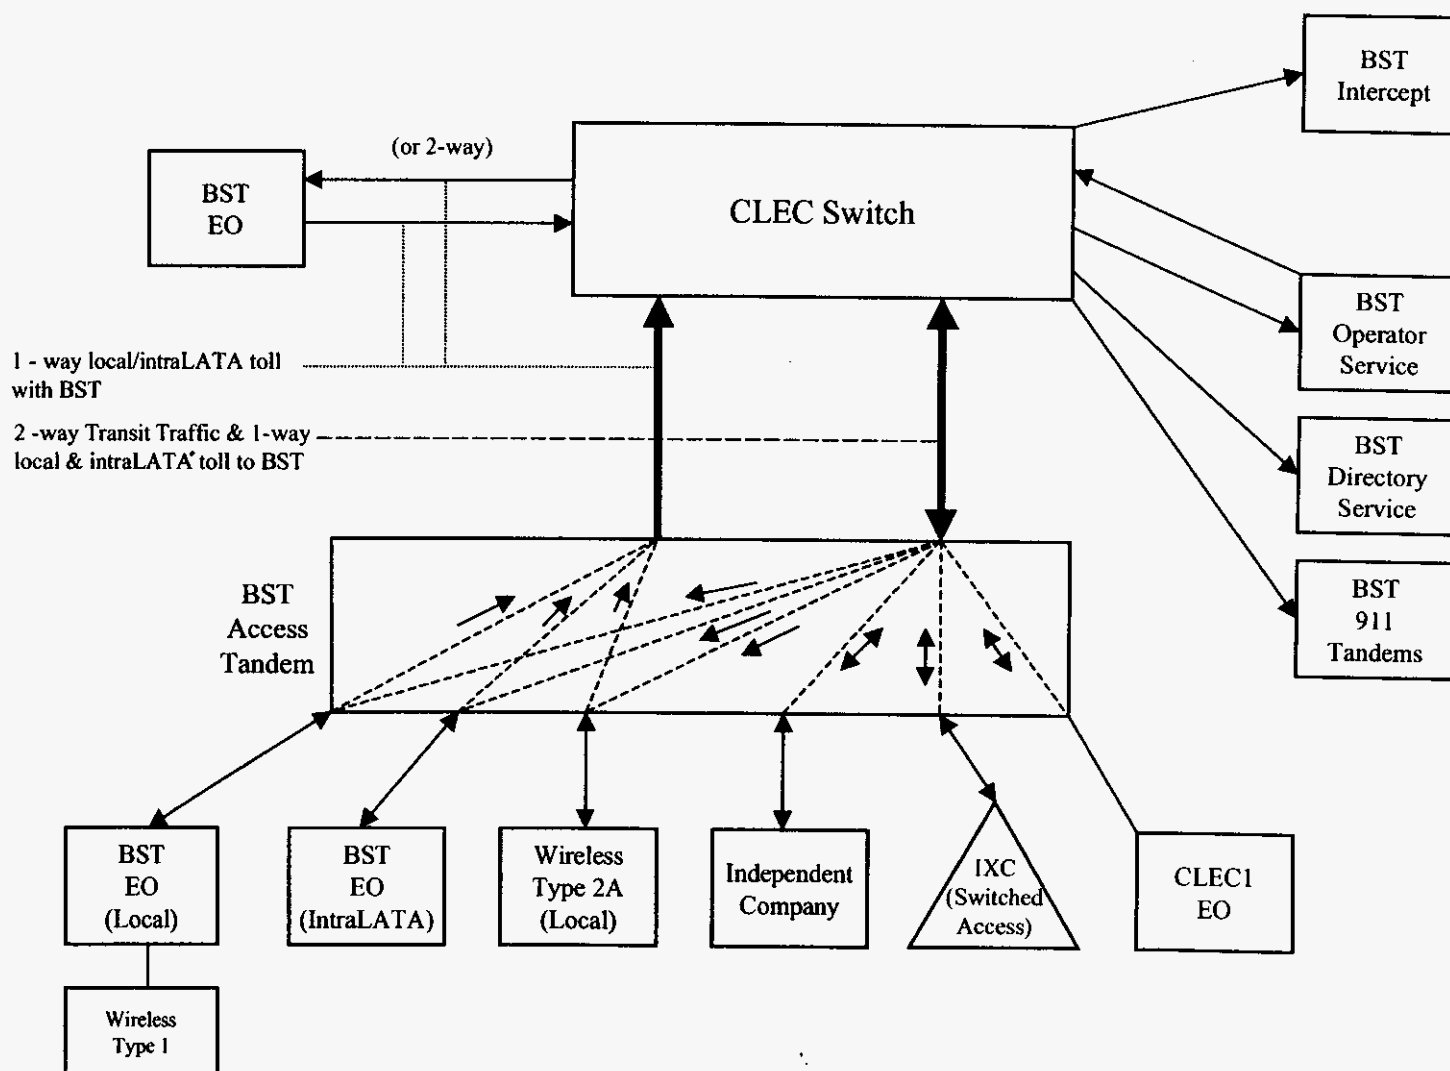 BST
Intercept
(or 2-way)
BST
EO
CLEC Switch
BST
Operator
Service
1 - way local/intraLATA toll
with BST
2 -way Transit Traffic & 1-way
local & intraLATA toll to BST
BST
Directory
Service
BST
Access
Tandem
BST
911
Tandems
BST
EO
(Local)
BST
EO
(IntraLATA)
Wireless
Type 2A
(Local)
Independent
Company
IXC
(Switched
Access)
CLEC1
EO
Wireless
Type 1